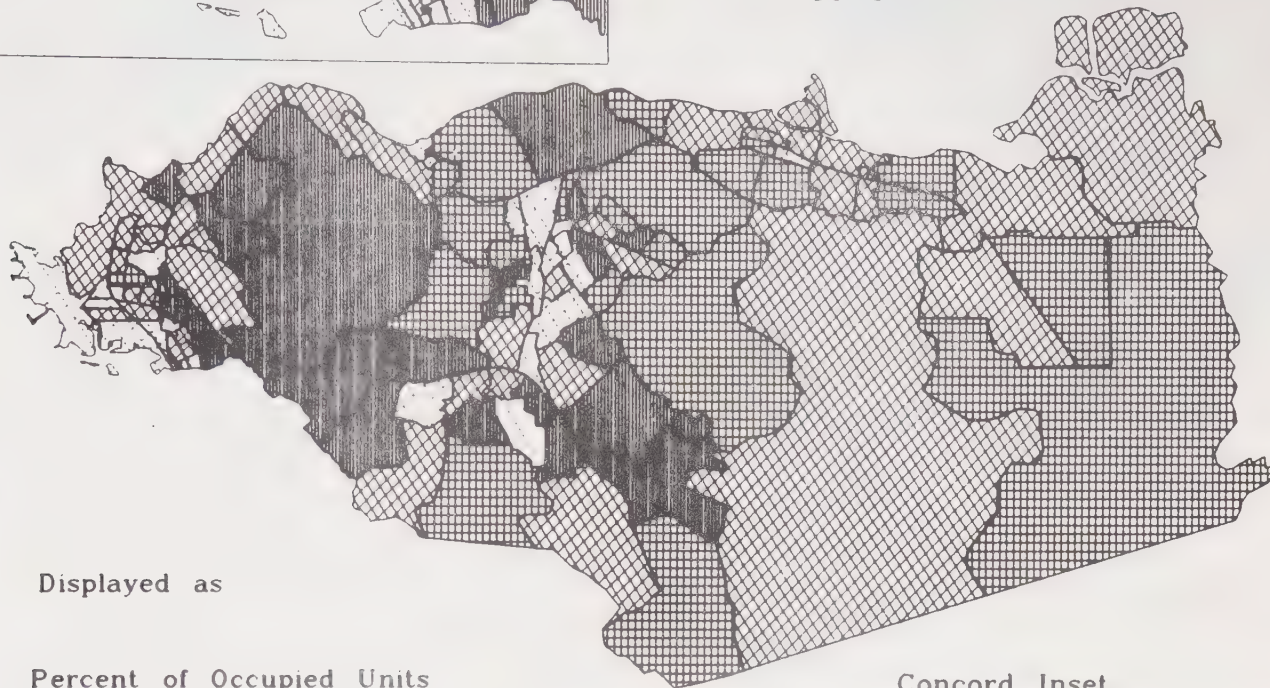 Displayed as
Percent of Occupied Units
Concord Inset